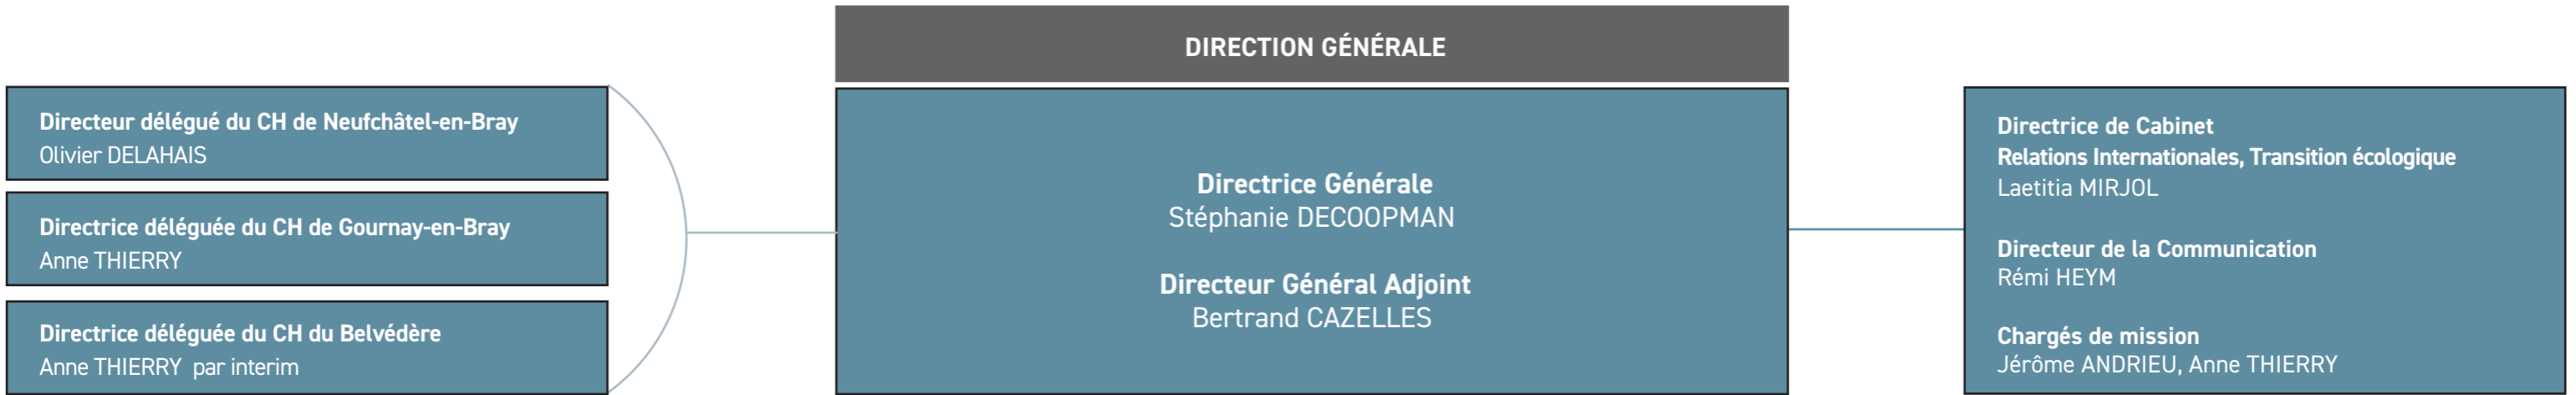 DIRECTION GÉNÉRALE
Directeur délégué du CH de Neufchâtel-en-Bray
Olivier DELAHAIS
Directrice déléguée du CH de Gournay-en-Bray
Anne THIERRY
Directrice déléguée du CH du Belvédère
Anne THIERRY par interim
Directrice Générale
Stéphanie DECOOPMAN
Directeur Général Adjoint
Bertrand CAZELLES
Directrice de Cabinet
Relations Internationales, Transition écologique
Laetitia MIRJOL
Directeur de la Communication
Rémi HEYM
Chargés de mission
Jérôme ANDRIEU, Anne THIERRY